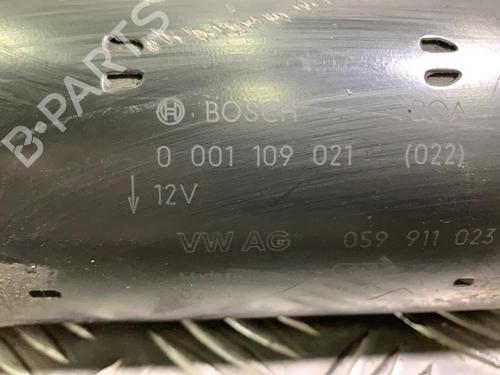 B-PARTS
BOSCH
0 001 109 021 (022)
↓ 12V
VW AG 059 911 023